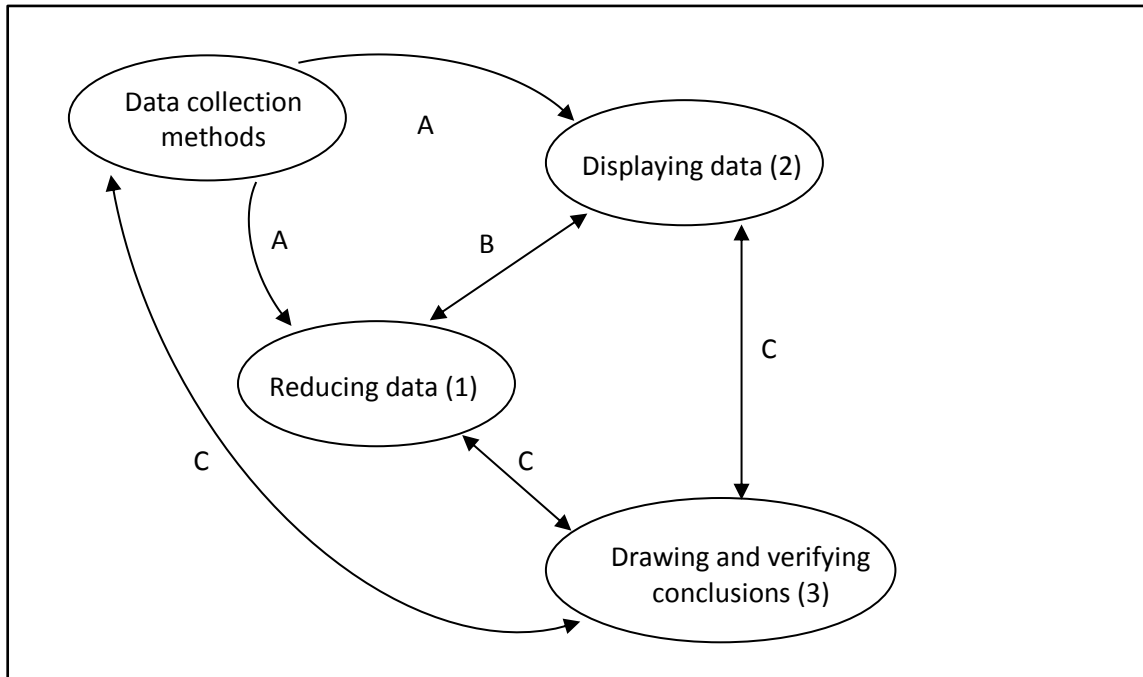 Data collection
methods
A
Displaying data (2)
A
B
C
Reducing data (1)
C
C
Drawing and verifying
conclusions (3)